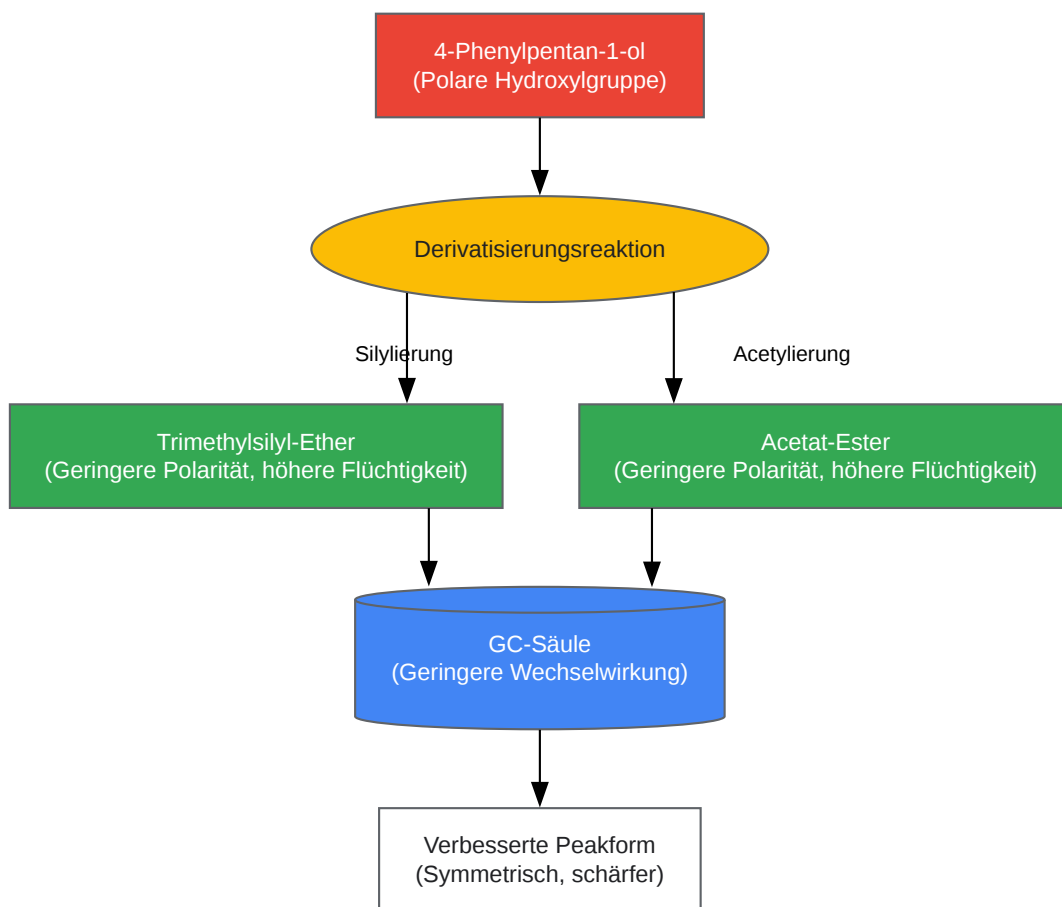 4-Phenylpentan-1-ol
(Polare Hydroxylgruppe)
Derivatisierungsreaktion
Silylierung
Acetylierung
Trimethylsilyl-Ether
(Geringere Polarität, höhere Flüchtigkeit)
Acetat-Ester
(Geringere Polarität, höhere Flüchtigkeit)
GC-Säule
(Geringere Wechselwirkung)
Verbesserte Peakform
(Symmetrisch, schärfer)